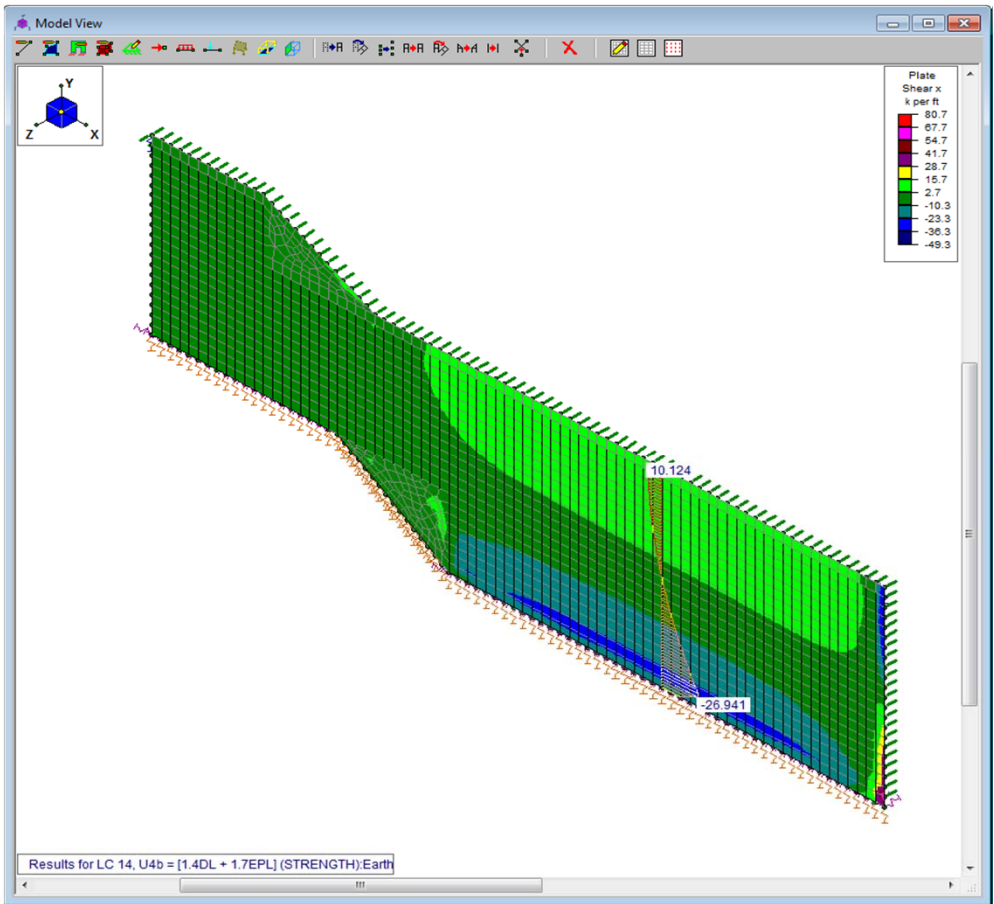 Model View
Y
Z
X
Plate
Shear x
k per ft
80.7
67.7
54.7
41.7
28.7
15.7
2.7
-10.3
-23.3
-36.3
-49.3
10.124
-26.941
Results for LC 14, U4b = [1.4DL + 1.7EPL] (STRENGTH):Earth